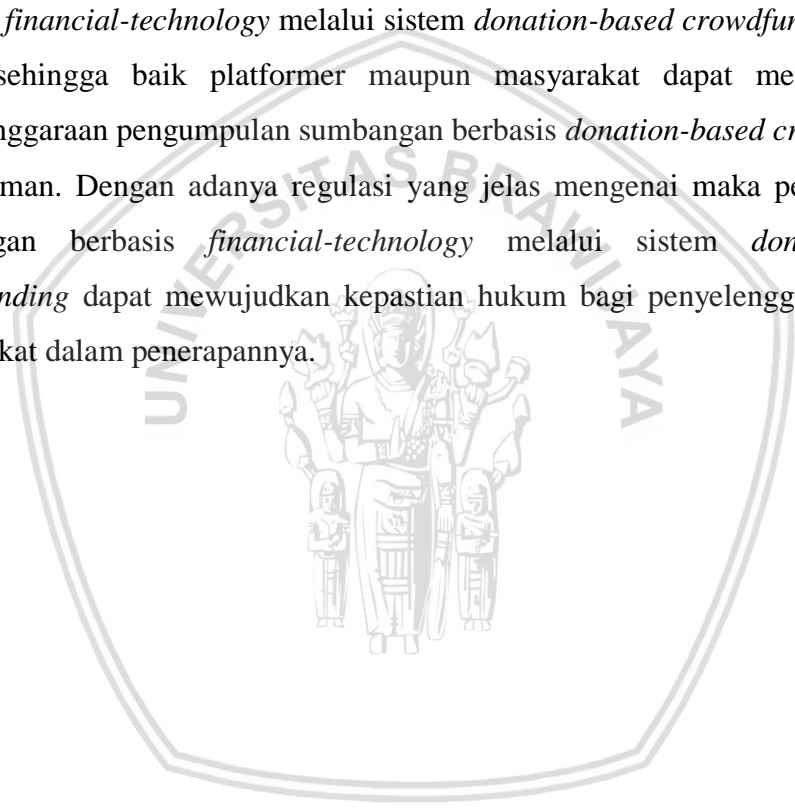 financial-technology melalui sistem donation-based crowdfun
sehingga baik platformer maupun masyarakat dapat me
nggaraan pengumpulan sumbangan berbasis donation-based cr
man. Dengan adanya regulasi yang jelas mengenai maka pe
gan berbasis financial-technology melalui sistem don
nding dapat mewujudkan kepastian hukum bagi penyelengg
kat dalam penerapannya.
UNIVERSITAS BRAWIJAYA